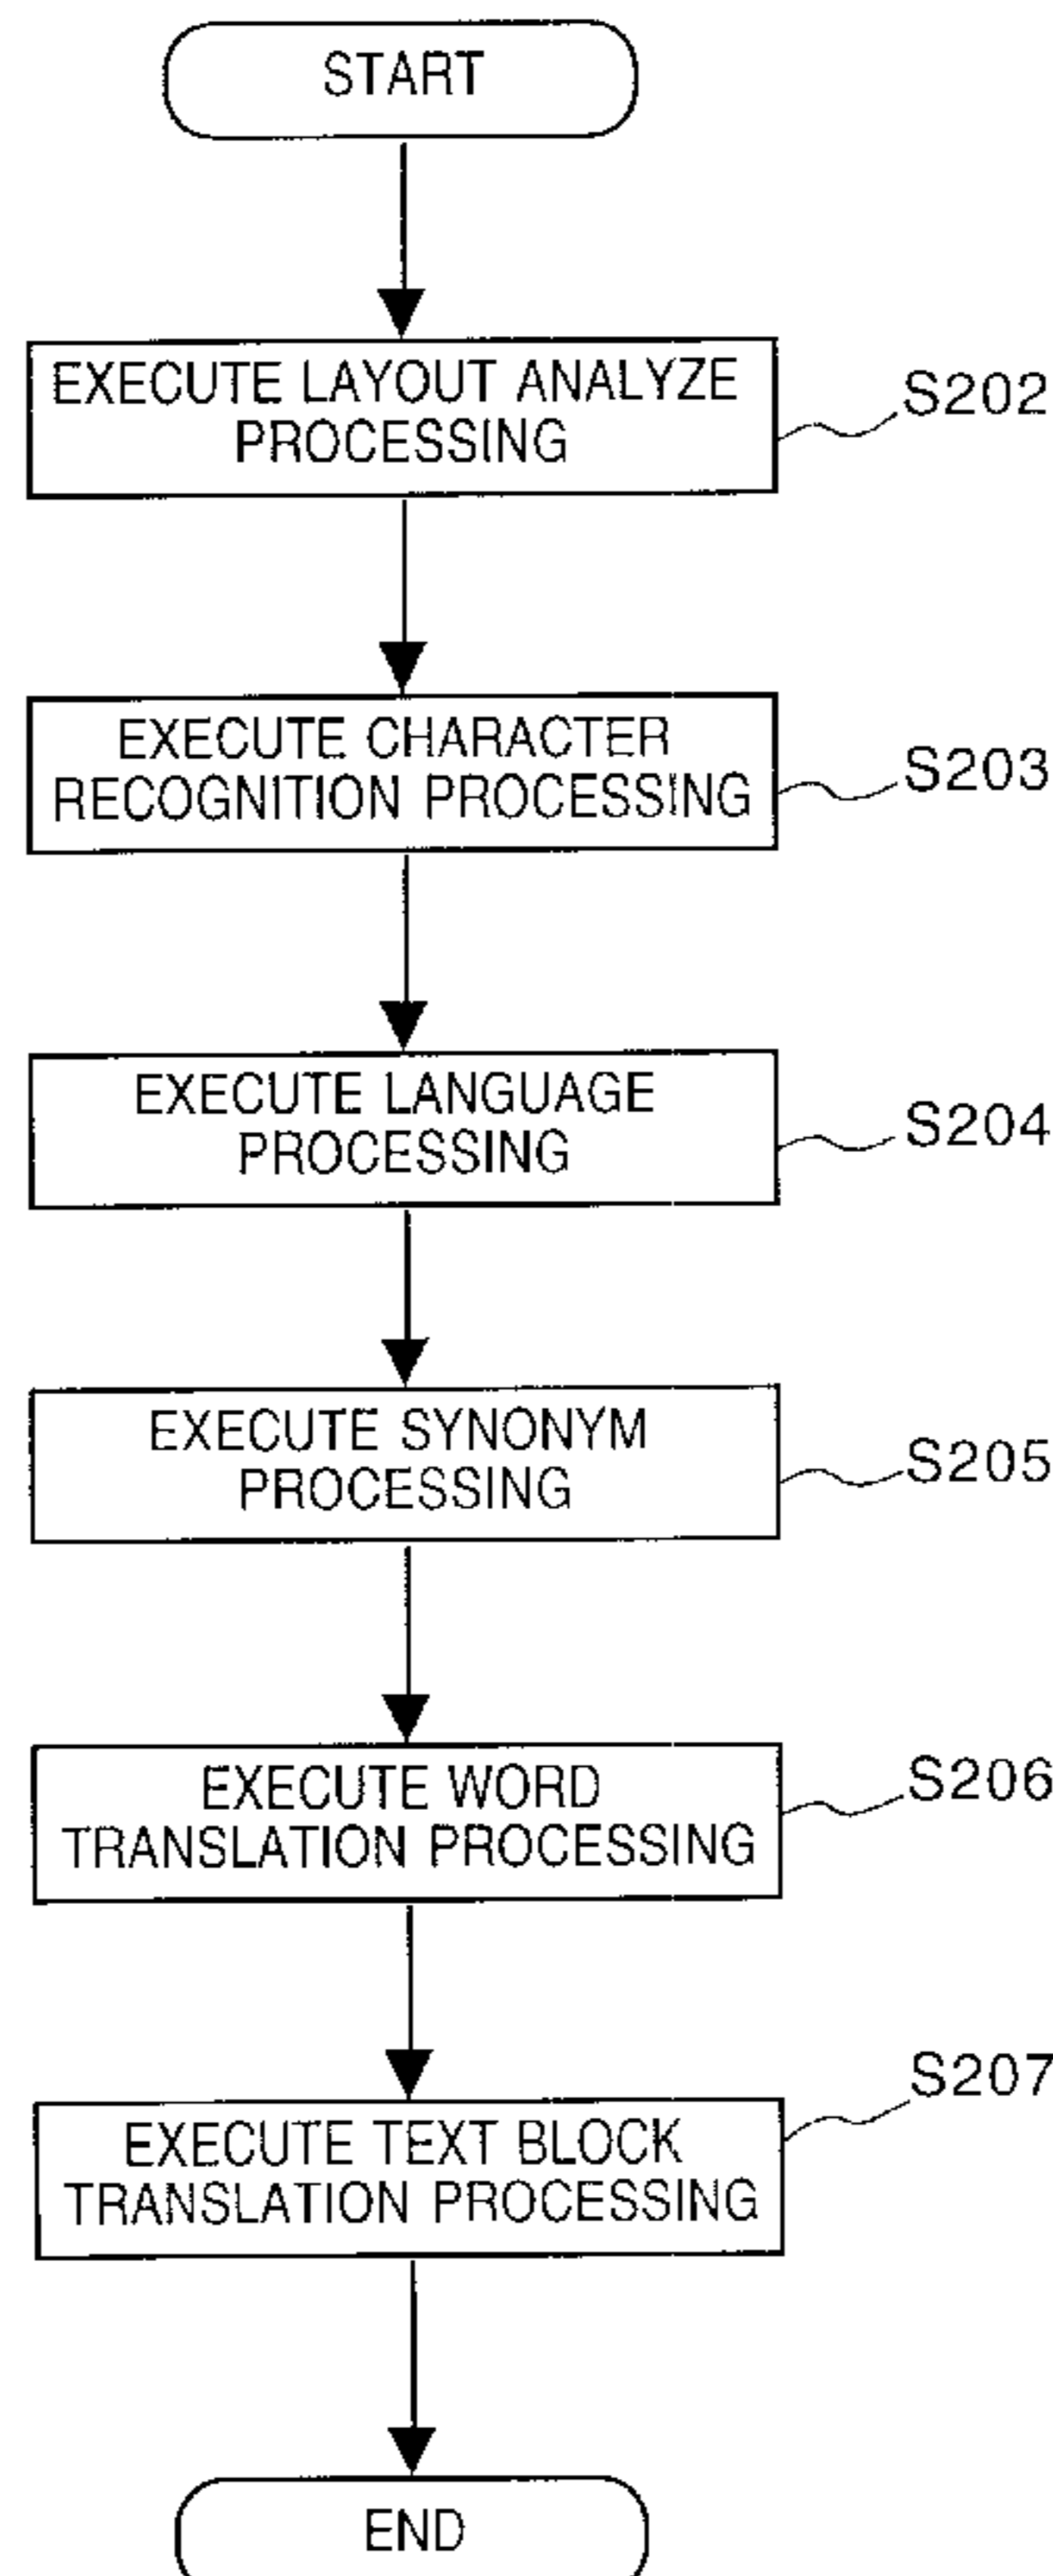 START
EXECUTE LAYOUT ANALYZE
PROCESSING
S202
EXECUTE CHARACTER
RECOGNITION PROCESSING
S203
EXECUTE LANGUAGE
PROCESSING
S204
EXECUTE SYNONYM
PROCESSING
S205
EXECUTE WORD
TRANSLATION PROCESSING
S206
EXECUTE TEXT BLOCK
TRANSLATION PROCESSING
S207
END